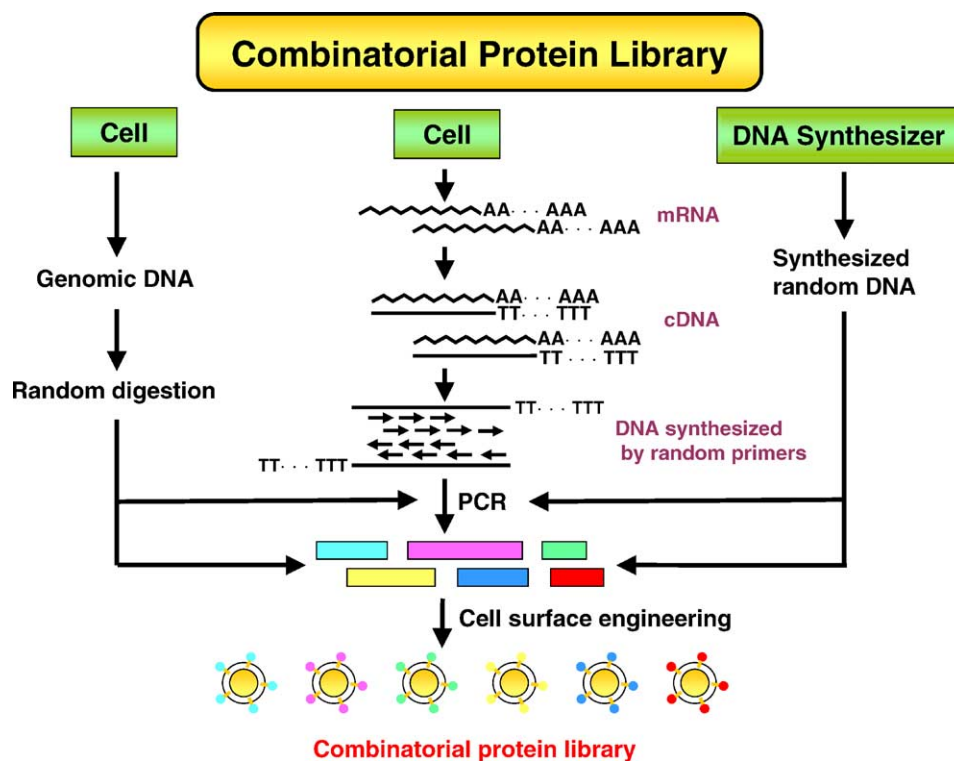 Combinatorial Protein Library
Cell
Cell
DNA Synthesizer
AA· · · AAA
AA· · · AAA
mRNA
Genomic DNA
Synthesized
random DNA
AA· · · AAA
TT· · · TTT
cDNA
AA· · · AAA
TT· · · TTT
Random digestion
TT· · · TTT
DNA synthesized
by random primers
TT· · · TTT
PCR
Cell surface engineering
Combinatorial protein library